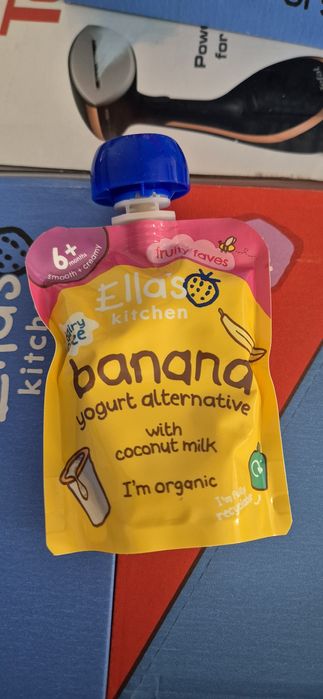 Powe
for
6+
months
smooth + creamy
fruity faves
Ella's
kitchen
dairy
free
banana
yogurt alternative
with
coconut milk
I'm organic
I'm fully
recyclable